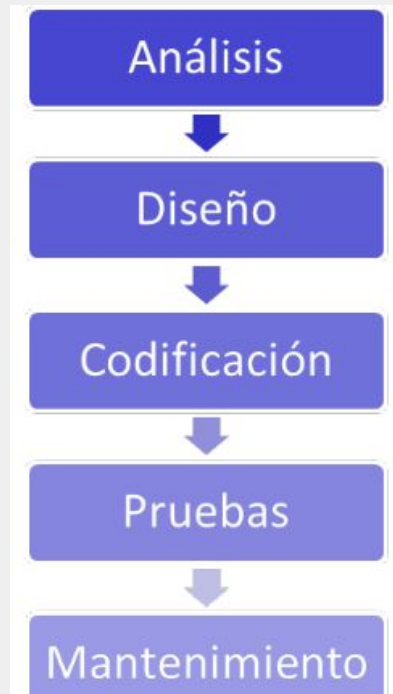 Análisis
Diseño
Codificación
Pruebas
Mantenimiento